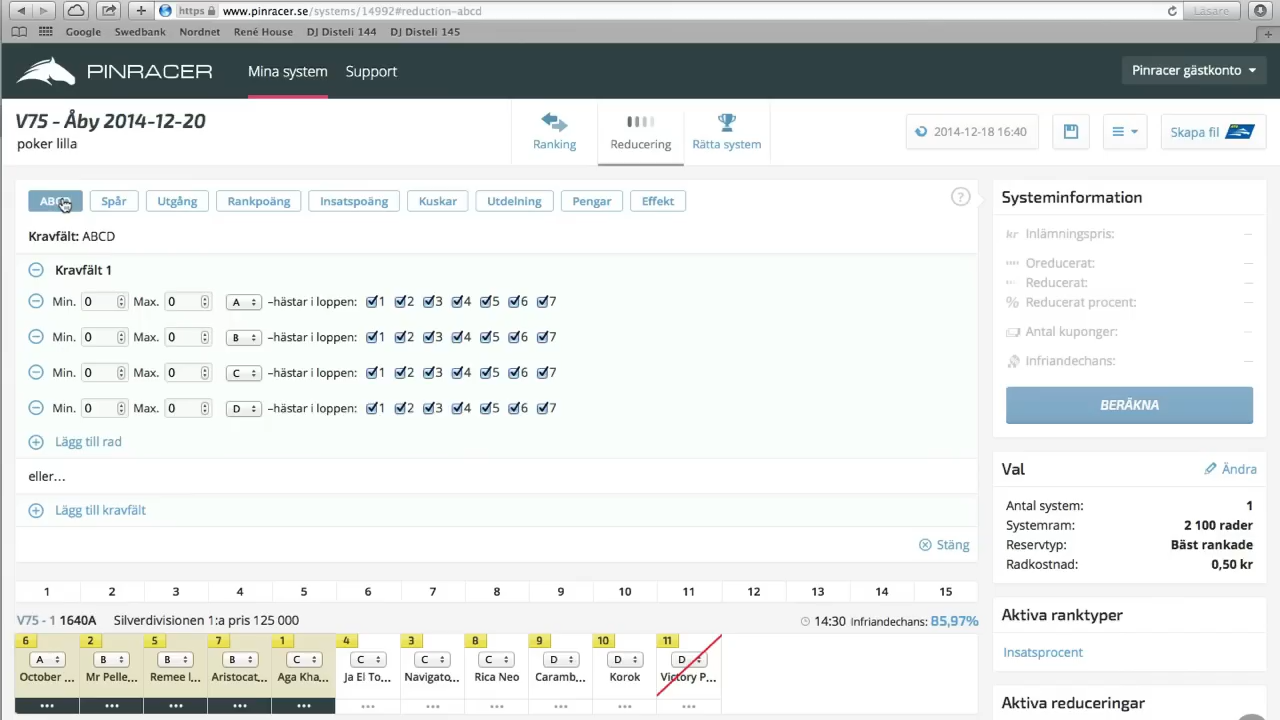 https www.pinracer.se/systems/14992#reduction-abcd Läsare
Google Swedbank Nordnet René House DJ Disteli 144 DJ Disteli 145
PINRACER Mina system Support Pinracer gästkonto
V75 - Åby 2014-12-20
poker lilla
Ranking Reducering Rätta system
2014-12-18 16:40 Skapa fil
Spår Utgång Rankpoäng Insatspoäng Kuskar Utdelning Pengar Effekt ?
Kravfält: ABCD
Kravfält 1
Min. 0 Max. 0 A –hästar i loppen: 1 2 3 4 5 6 7
Min. 0 Max. 0 B –hästar i loppen: 1 2 3 4 5 6 7
Min. 0 Max. 0 C –hästar i loppen: 1 2 3 4 5 6 7
Min. 0 Max. 0 D –hästar i loppen: 1 2 3 4 5 6 7
Lägg till rad
eller...
Lägg till kravfält
Stäng
Systeminformation
kr Inlämningspris: –
Oreducerat: –
Reducerat: –
% Reducerat procent: –
Antal kuponger: –
Infriandechans: –
BERÄKNA
Val Ändra
Antal system: 1
Systemram: 2 100 rader
Reservtyp: Bäst rankade
Radkostnad: 0,50 kr
Aktiva ranktyper
Insatsprocent
Aktiva reduceringar
1 2 3 4 5 6 7 8 9 10 11 12 13 14 15
V75 - 1 1640A Silverdivisionen 1:a pris 125 000 14:30 Infriandechans: 85,97%
6 2 5 7 1 4 3 8 9 10 11
A B B B C C C C D D D
October ... Mr Pelle... Remee l... Aristocat... Aga Kha... Ja El To... Navigato... Rica Neo Caramb... Korok Victory P...